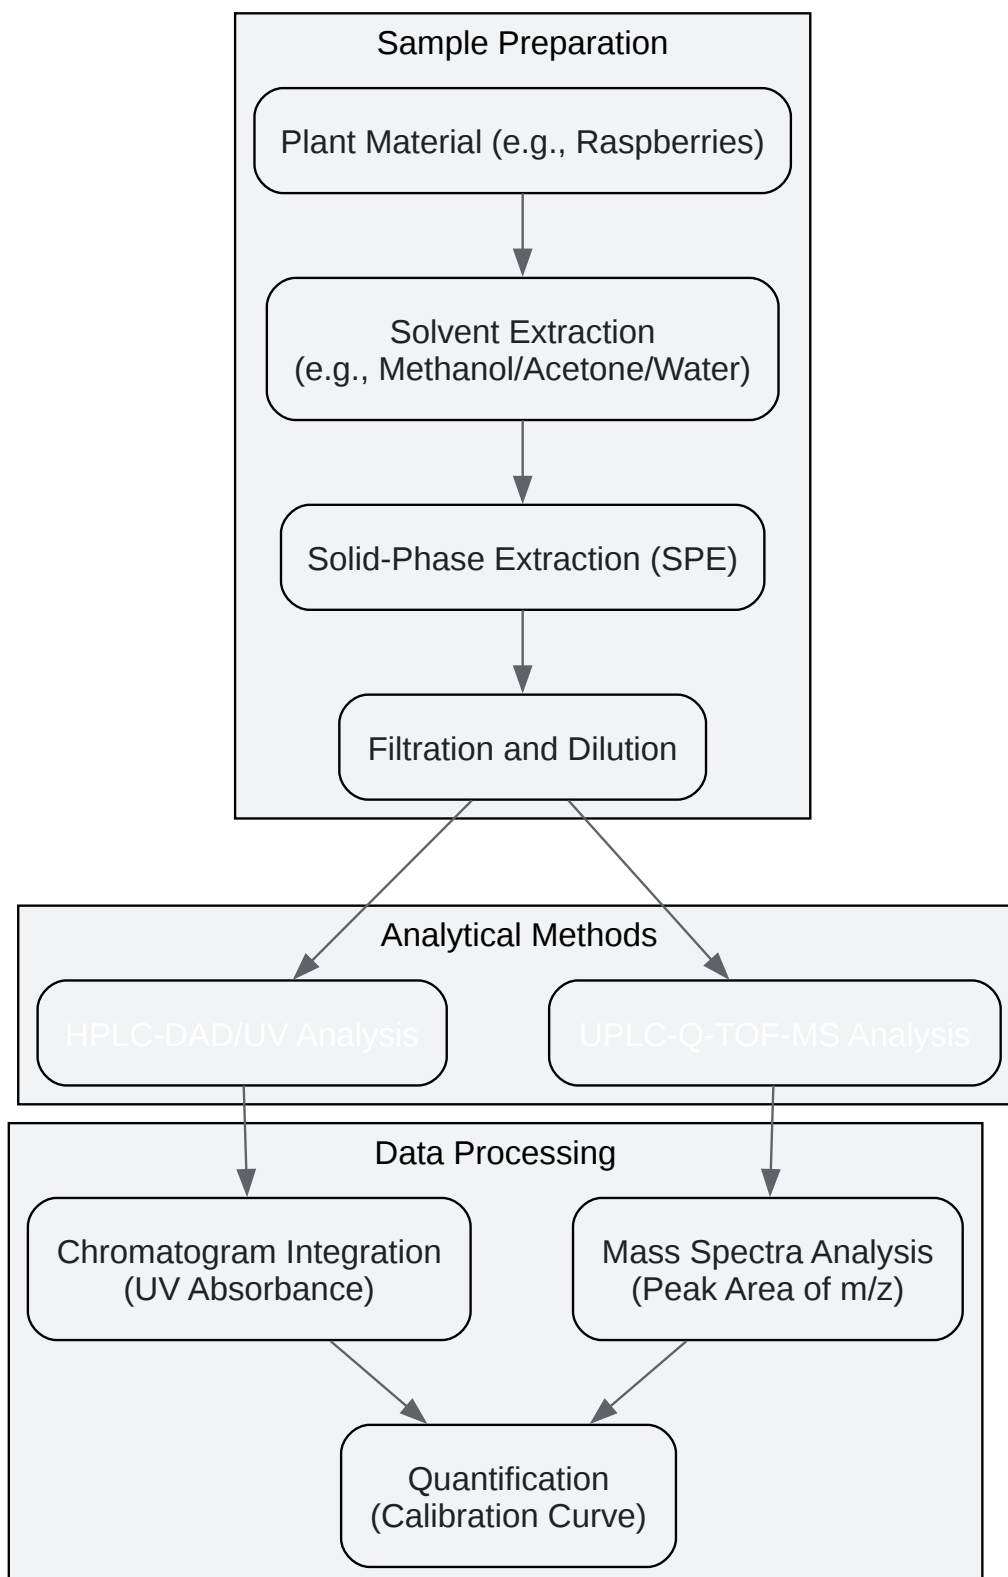 Sample Preparation
Plant Material (e.g., Raspberries)
Solvent Extraction
(e.g., Methanol/Acetone/Water)
Solid-Phase Extraction (SPE)
Filtration and Dilution
Analytical Methods
HPLC-DAD/UV Analysis
UPLC-Q-TOF-MS Analysis
Data Processing
Chromatogram Integration
(UV Absorbance)
Mass Spectra Analysis
(Peak Area of m/z)
Quantification
(Calibration Curve)